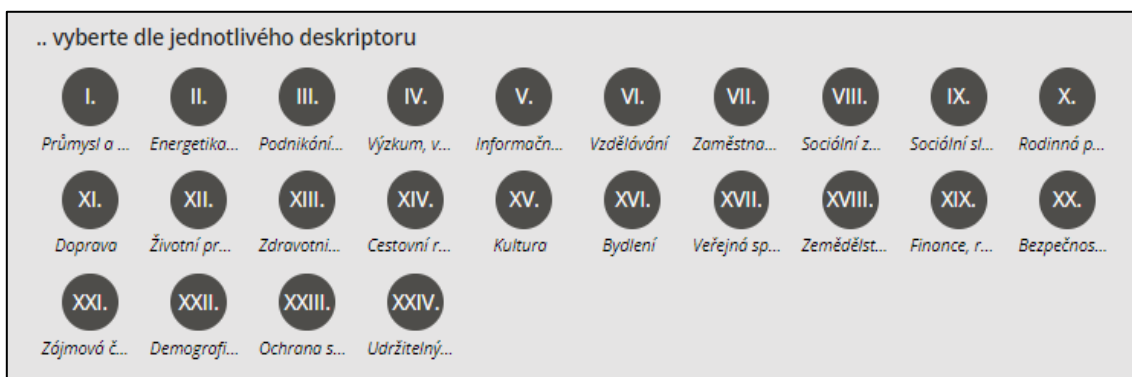 .. vyberte dle jednotlivého deskriptoru
I. II. III. IV. V. VI. VII. VIII. IX. X.
Průmysl a ... Energetika... Podnikání... Výzkum, v... Informačn... Vzdělávání Zaměstna... Sociální z... Sociální sl... Rodinná p...
XI. XII. XIII. XIV. XV. XVI. XVII. XVIII. XIX. XX.
Doprava Životní pr... Zdravotni... Cestovní r... Kultura Bydlení Veřejná sp... Zemědělst... Finance, r... Bezpečnos...
XXI. XXII. XXIII. XXIV.
Zájmová č... Demografi... Ochrana s... Udržitelný...